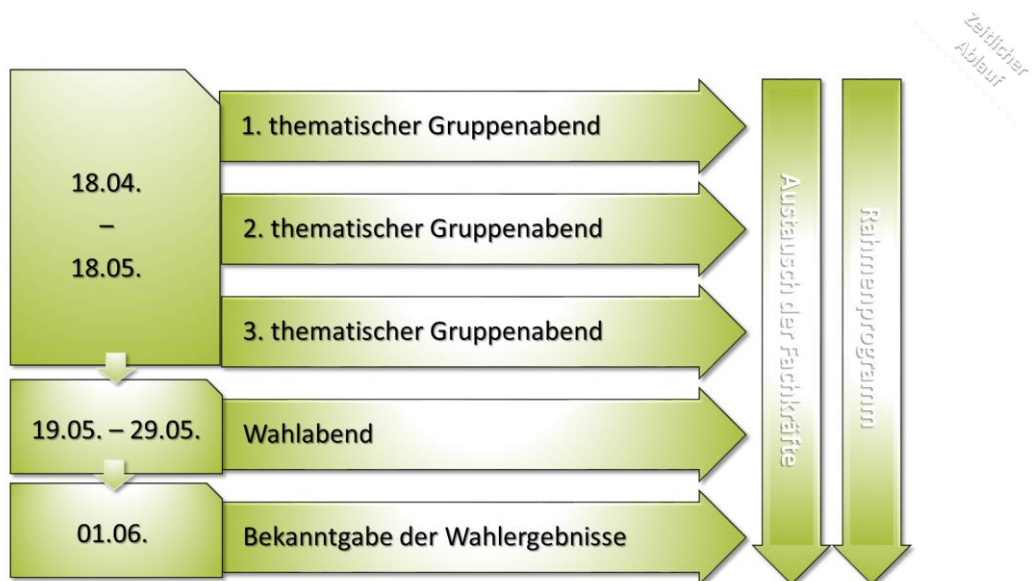 Zeitlicher
Ablauf
18.04.
–
18.05.
1. thematischer Gruppenabend
2. thematischer Gruppenabend
3. thematischer Gruppenabend
19.05. – 29.05.
Wahlabend
01.06.
Bekanntgabe der Wahlergebnisse
Austausch der Fachkräfte
Rahmenprogramm